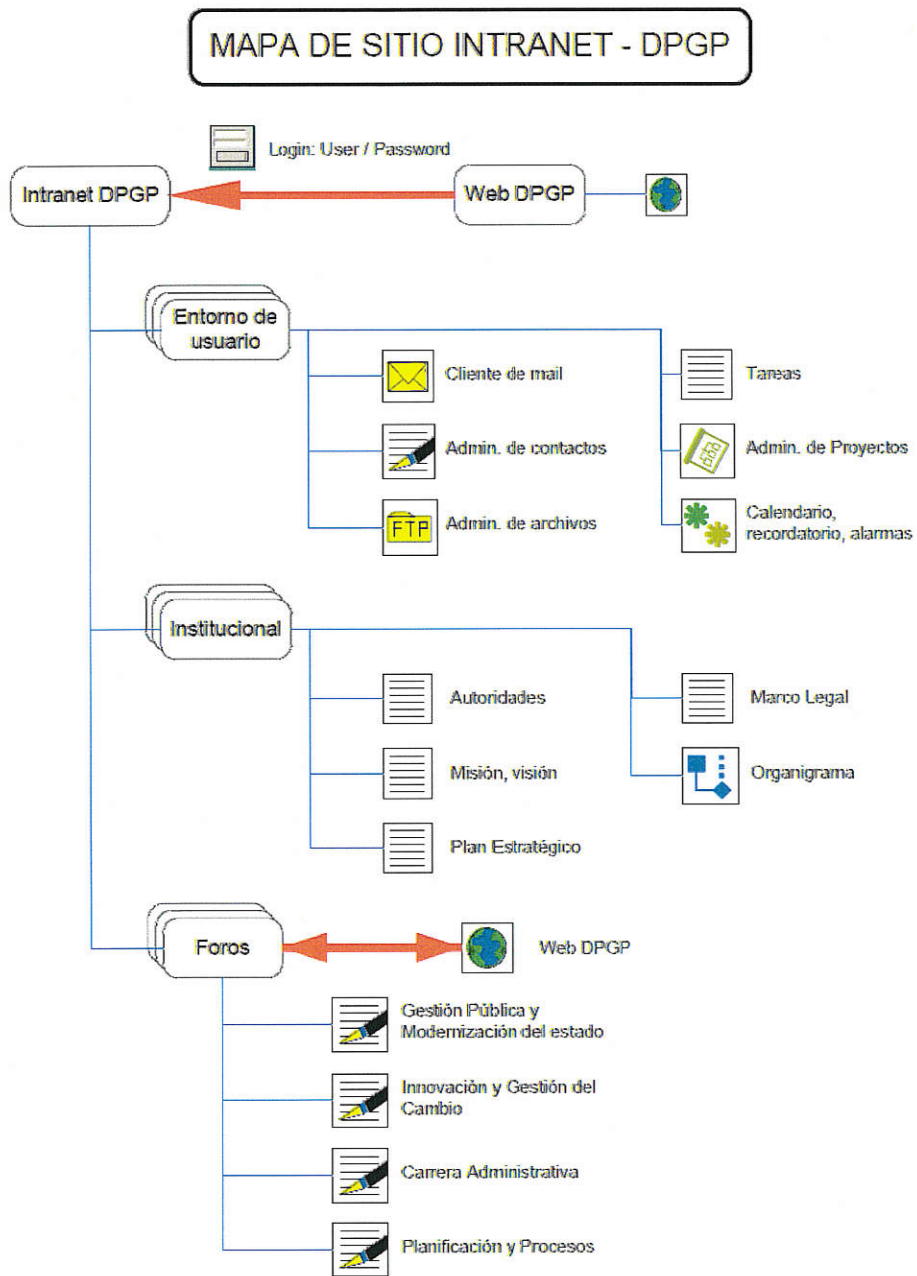 MAPA DE SITIO INTRANET - DPGP
Login: User / Password
Intranet DPGP
Web DPGP
Entorno de
usuario
Cliente de mail
Tareas
Admin. de contactos
Admin. de Proyectos
FTP
Admin. de archivos
Calendario,
recordatorio, alarmas
Institucional
Autoridades
Marco Legal
Misión, visión
Organigrama
Plan Estratégico
Foros
Web DPGP
Gestión Pública y
Modernización del estado
Innovación y Gestión del
Cambio
Carrera Administrativa
Planificación y Procesos